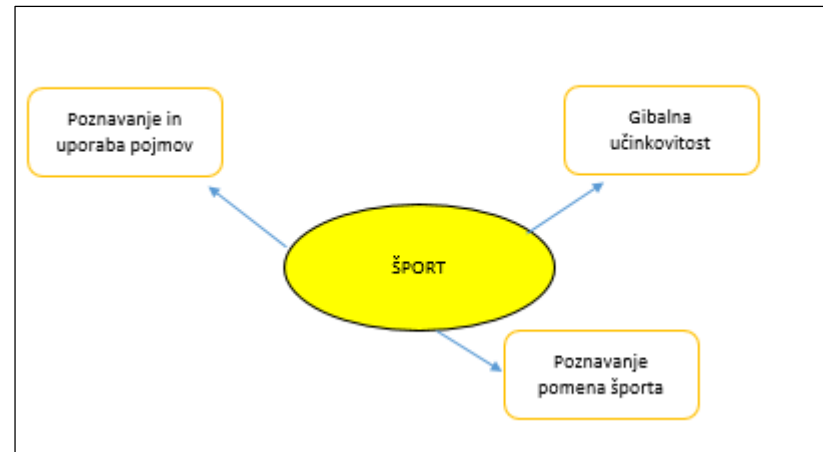 Poznavanje in
uporaba pojmov
Gibalna
učinkovitost
ŠPORT
Poznavanje
pomena športa